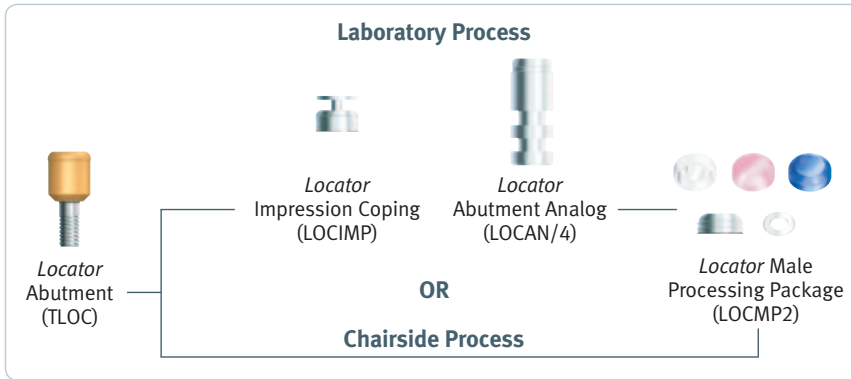 Laboratory Process
Locator
Impression Coping
(LOCIMP)
Locator
Abutment Analog
(LOCAN/4)
Locator
Abutment
(TLOC)
Locator Male
Processing Package
(LOCMP2)
OR
Chairside Process